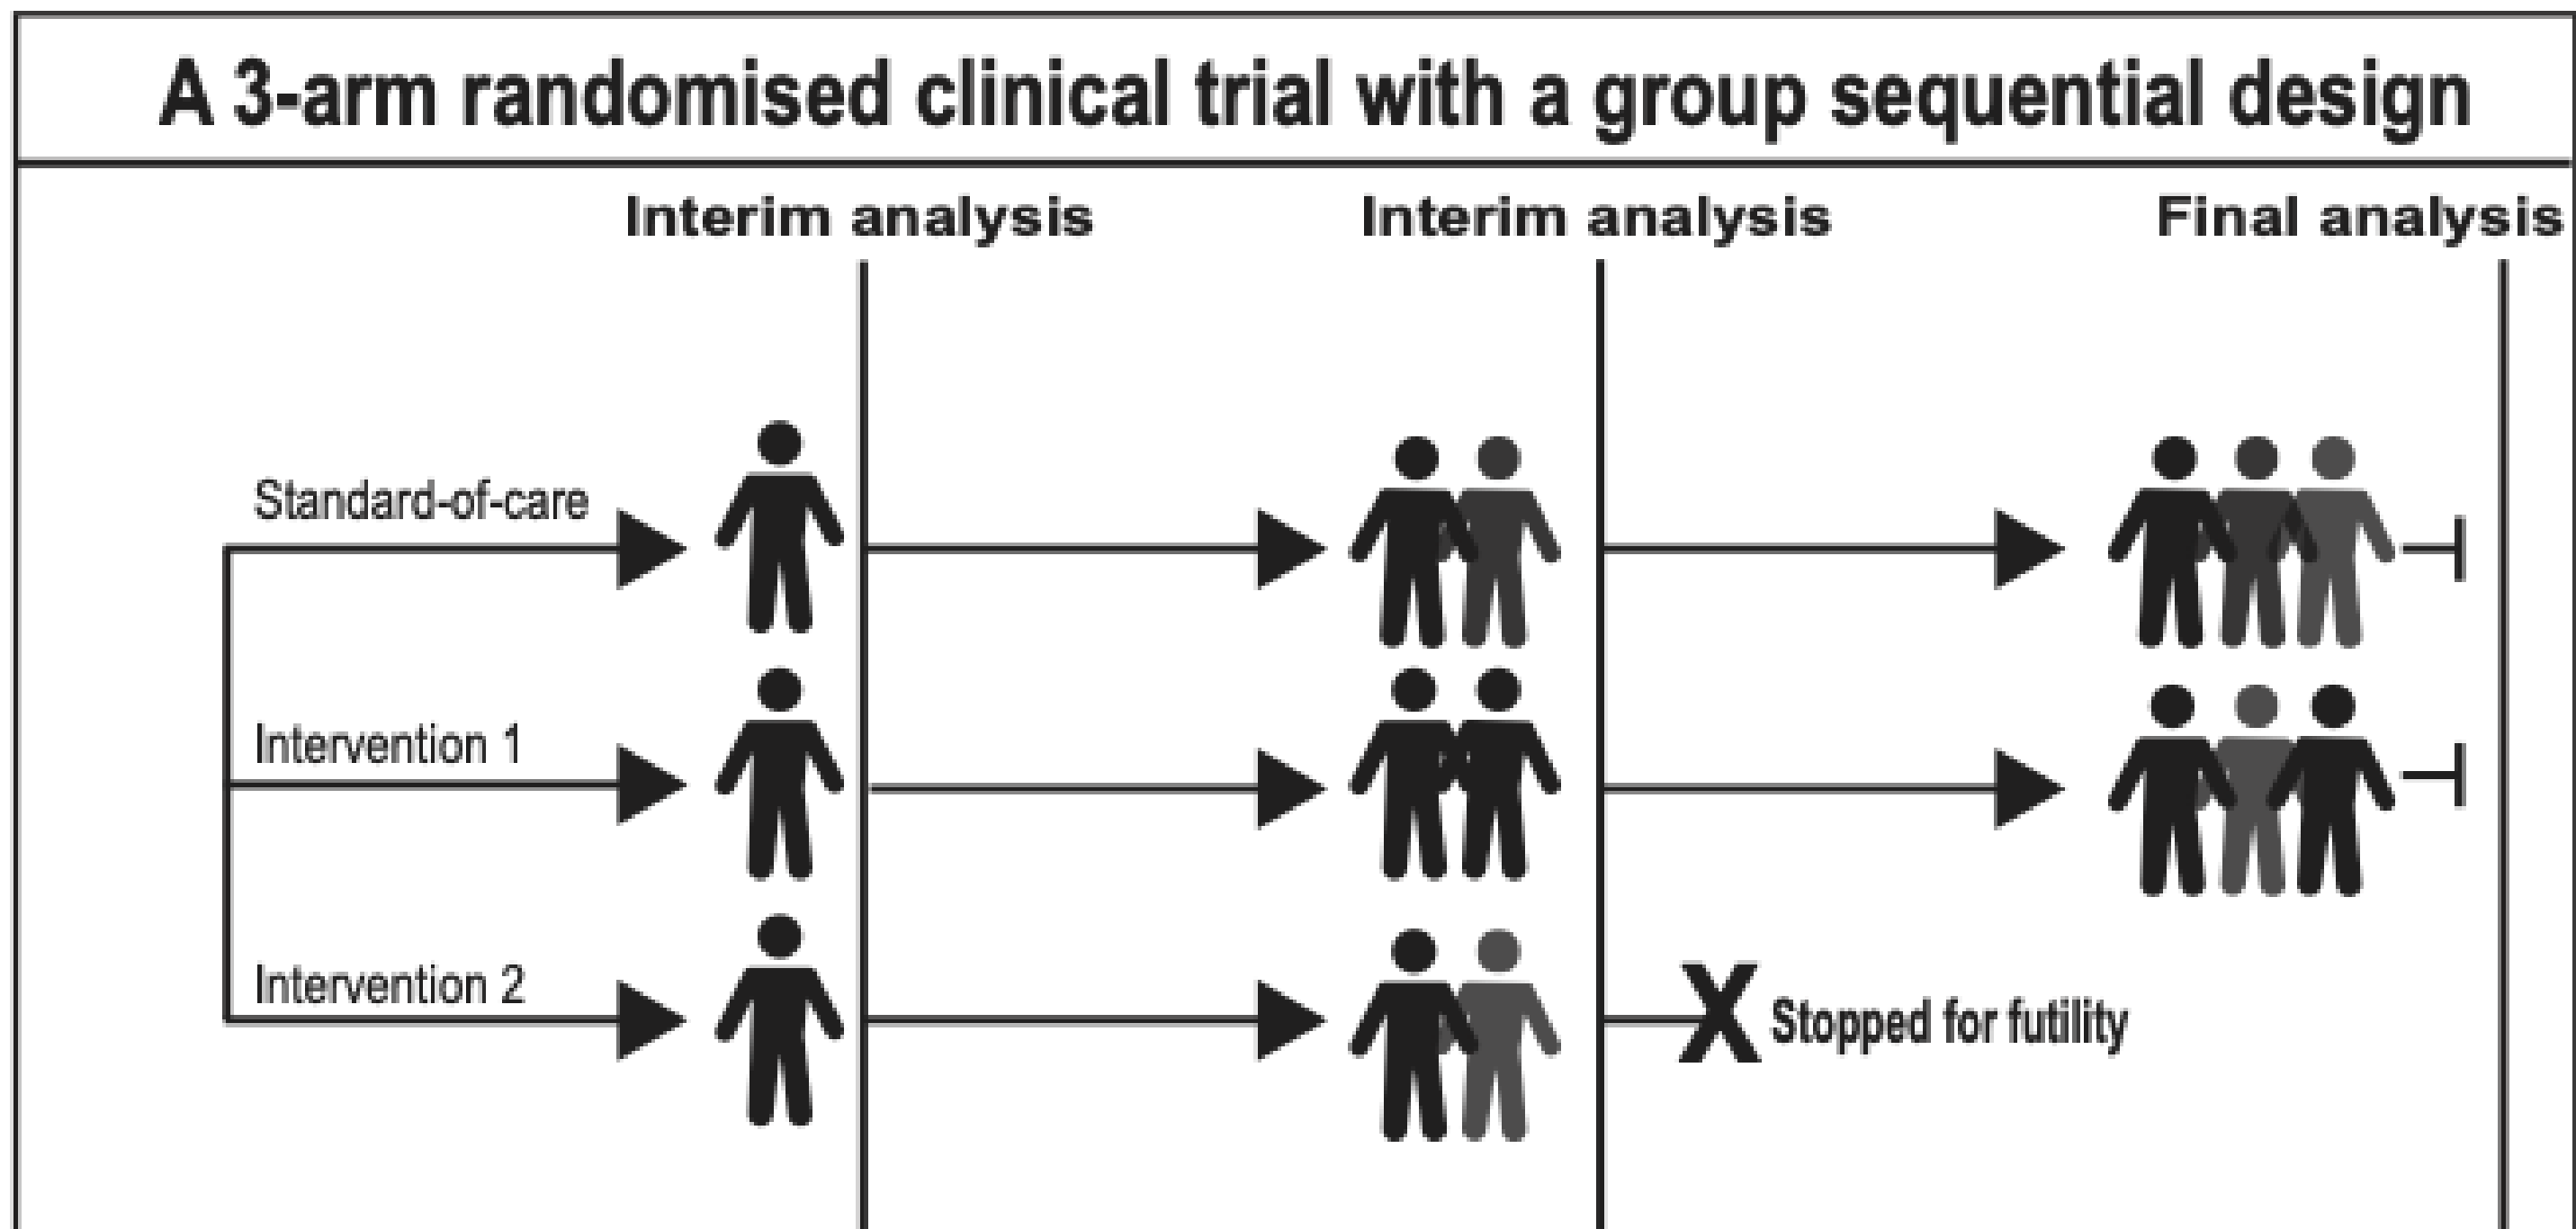 A 3-arm randomised clinical trial with a group sequential design
Interim analysis
Interim analysis
Final analysis
Standard-of-care
Intervention 1
Intervention 2
X Stopped for futility